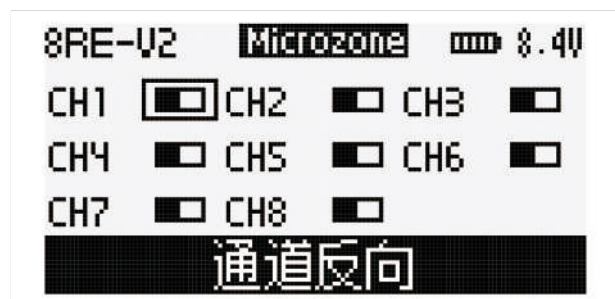 8RE-V2 Microzone 8.4V
CH1 CH2 CH3
CH4 CH5 CH6
CH7 CH8
通道反向